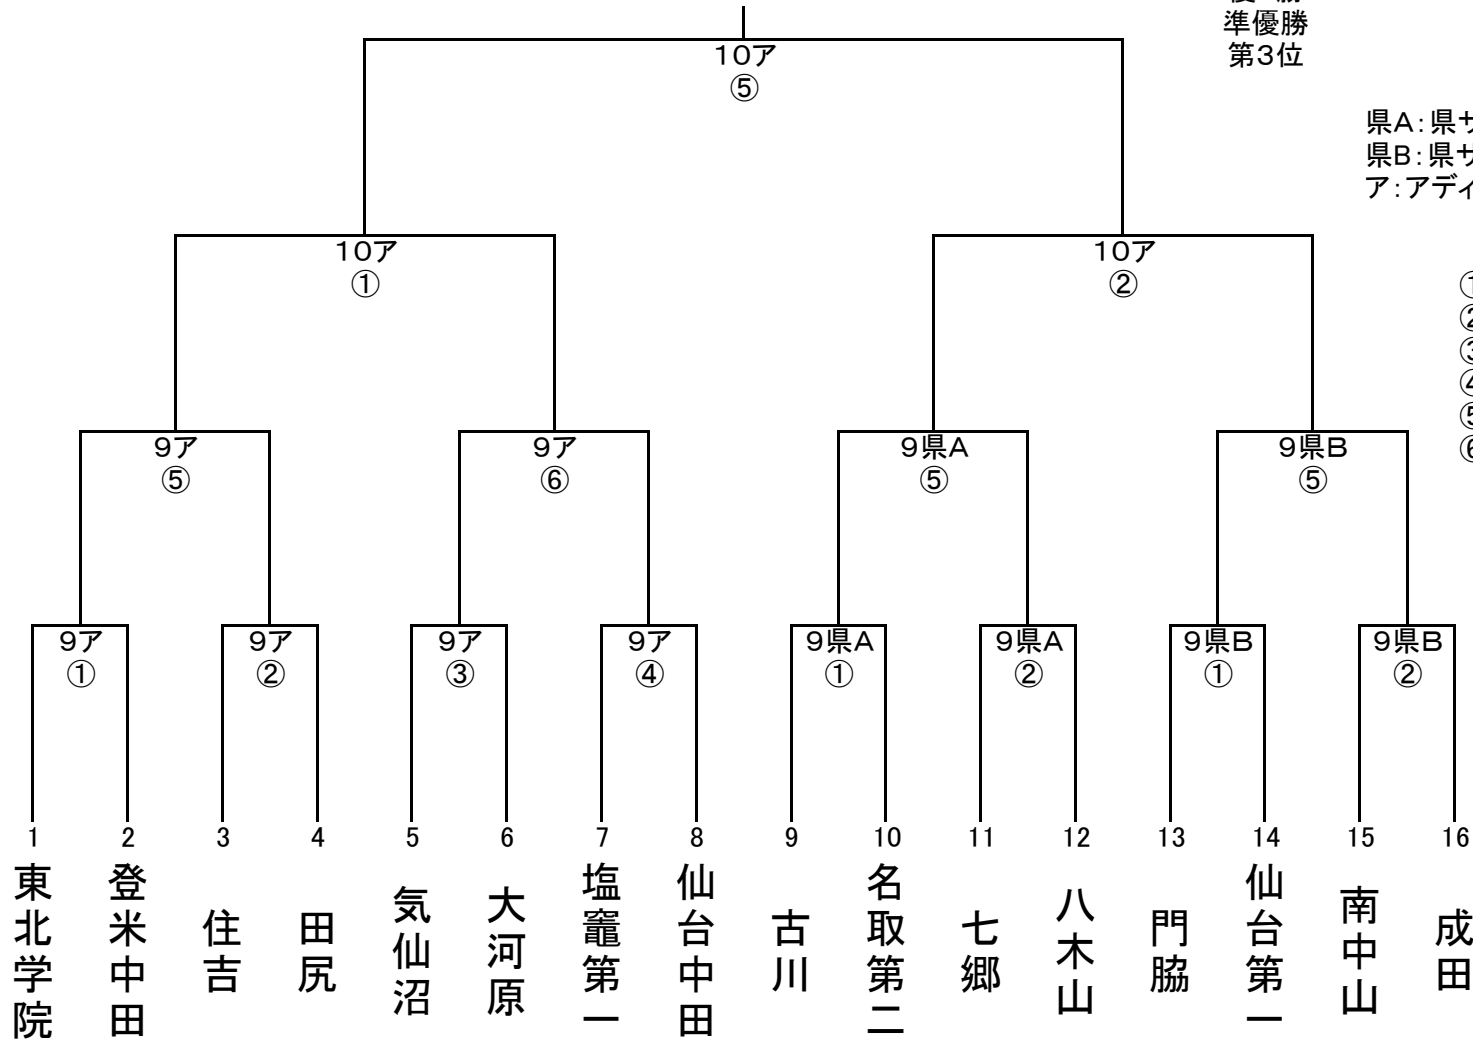 準優勝
第3位
10ア
⑤
県A:県サ
県B:県サ
ア:アディ
10ア
①
10ア
②
①
②
③
④
⑤
⑥
9ア
⑤
9ア
⑥
9県A
⑤
9県B
⑤
9ア
①
9ア
②
9ア
③
9ア
④
9県A
①
9県A
②
9県B
①
9県B
②
1
2
3
4
5
6
7
8
9
10
11
12
13
14
15
16
東北学院
登米中田
住吉
田尻
気仙沼
大河原
塩竈第一
仙台中田
古川
名取第二
七郷
八木山
門脇
仙台第一
南中山
成田